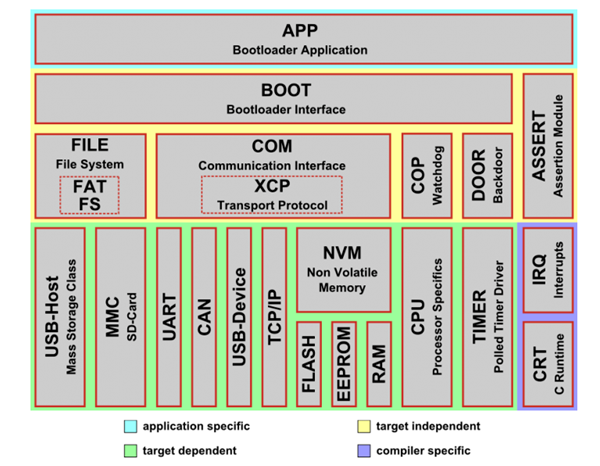 APP
Bootloader Application
BOOT
Bootloader Interface
ASSERT
Assertion Module
FILE
File System
FAT
FS
COM
Communication Interface
XCP
Transport Protocol
COP
Watchdog
DOOR
Backdoor
USB-Host
Mass Storage Class
MMC
SD-Card
UART
CAN
USB-Device
TCP/IP
NVM
Non Volatile
Memory
FLASH
EEPROM
RAM
CPU
Processor Specifics
TIMER
Polled Timer Driver
IRQ
Interrupts
CRT
C Runtime
application specific
target independent
target dependent
compiler specific